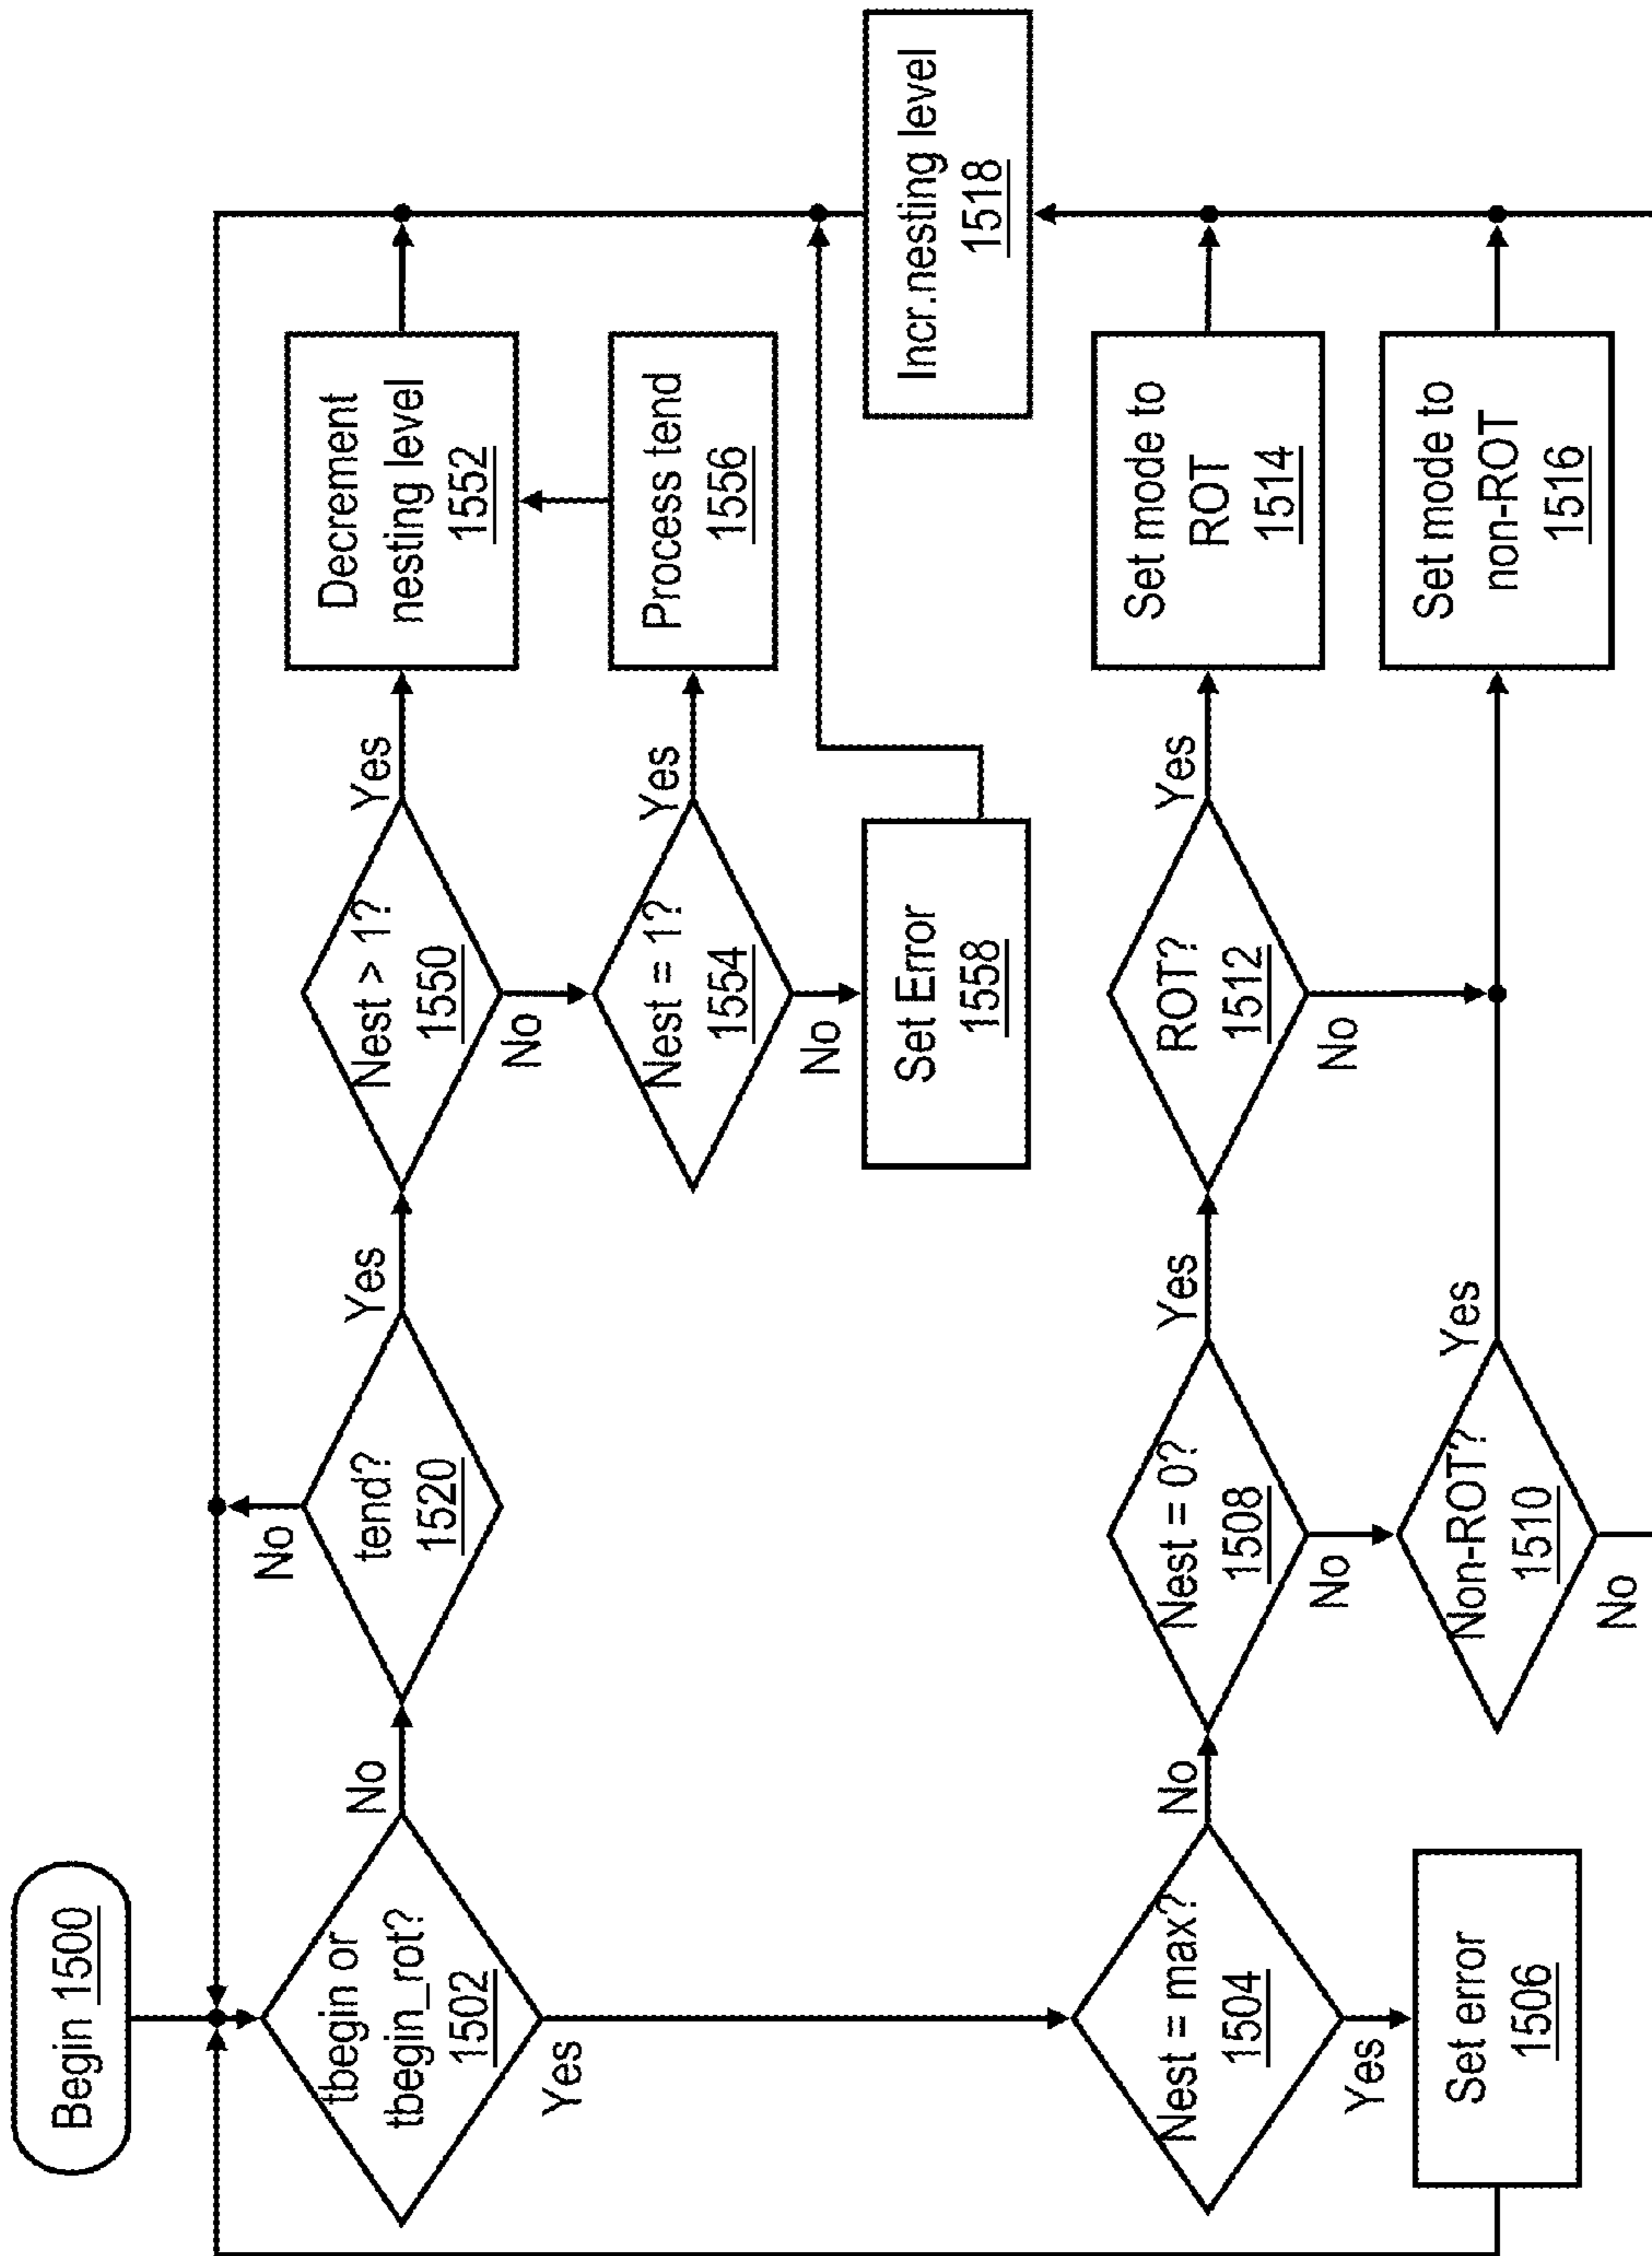 Begin 1500
tbegin or
tbegin_rot?
1502
No
Yes
tend?
1520
No
Yes
Nest > 1?
1550
Yes
No
Decrement
nesting level
1552
Nest = 1?
1554
Yes
No
Process tend
1556
Set Error
1558
Incr.nesting level
1518
Nest = max?
1504
No
Yes
Set error
1506
Nest = 0?
1508
Yes
No
ROT?
1512
Yes
No
Set mode to
ROT
1514
Non-ROT?
1510
Yes
No
Set mode to
non-ROT
1516